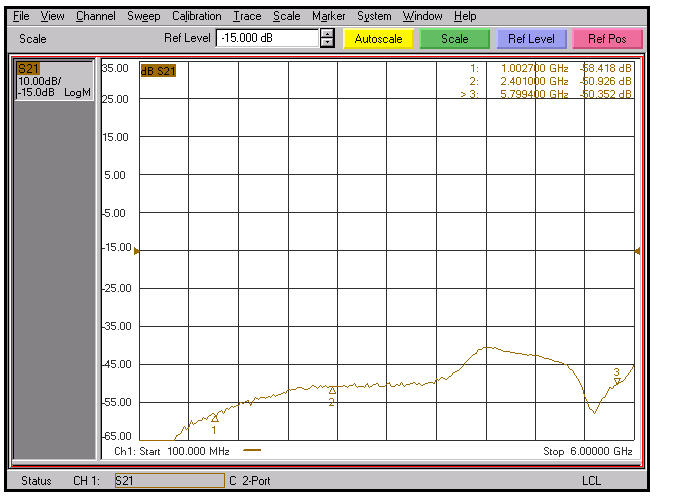 File View Channel Sweep Calibration Trace Scale Marker System Window Help
Scale Ref Level -15.000 dB Autoscale Scale Ref Level Ref Pos
S21
10.00dB/
-15.0dB LogM
dB S21
1: 1.002700 GHz -58.418 dB
2: 2.401000 GHz -50.926 dB
> 3: 5.799400 GHz -50.352 dB
35.00
25.00
15.00
5.00
-5.00
-15.00
-25.00
-35.00
-45.00
-55.00
-65.00
1
2
3
Ch1: Start 100.000 MHz Stop 6.00000 GHz
Status CH 1: S21 C 2-Port LCL